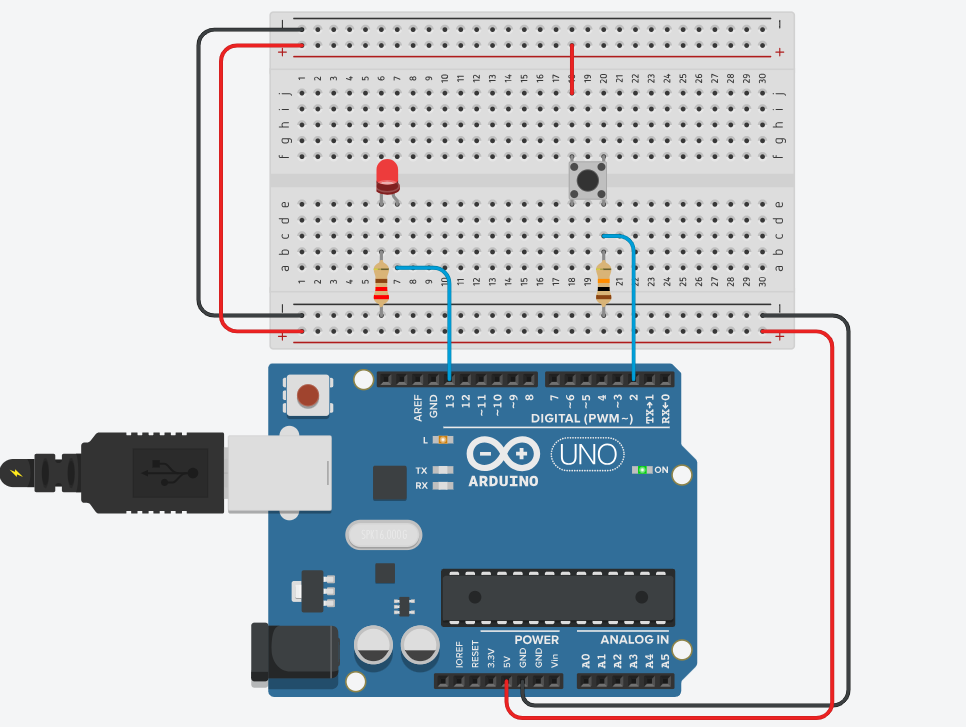 − −
+ +
1 2 3 4 5 6 7 8 9 10 11 12 13 14 15 16 17 18 19 20 21 22 23 24 25 26 27 28 29 30
j j
i i
h h
g g
f f
e e
d d
c c
b b
a a
1 2 3 4 5 6 7 8 9 10 11 12 13 14 15 16 17 18 19 20 21 22 23 24 25 26 27 28 29 30
− −
+ +
AREF GND 13 12 ~11 ~10 ~9 8 7 ~6 ~5 4 ~3 2 TX→1 RX←0
DIGITAL (PWM~)
L
UNO
TX
ON
RX
ARDUINO
POWER ANALOG IN
IOREF RESET 3.3V 5V GND GND Vin A0 A1 A2 A3 A4 A5